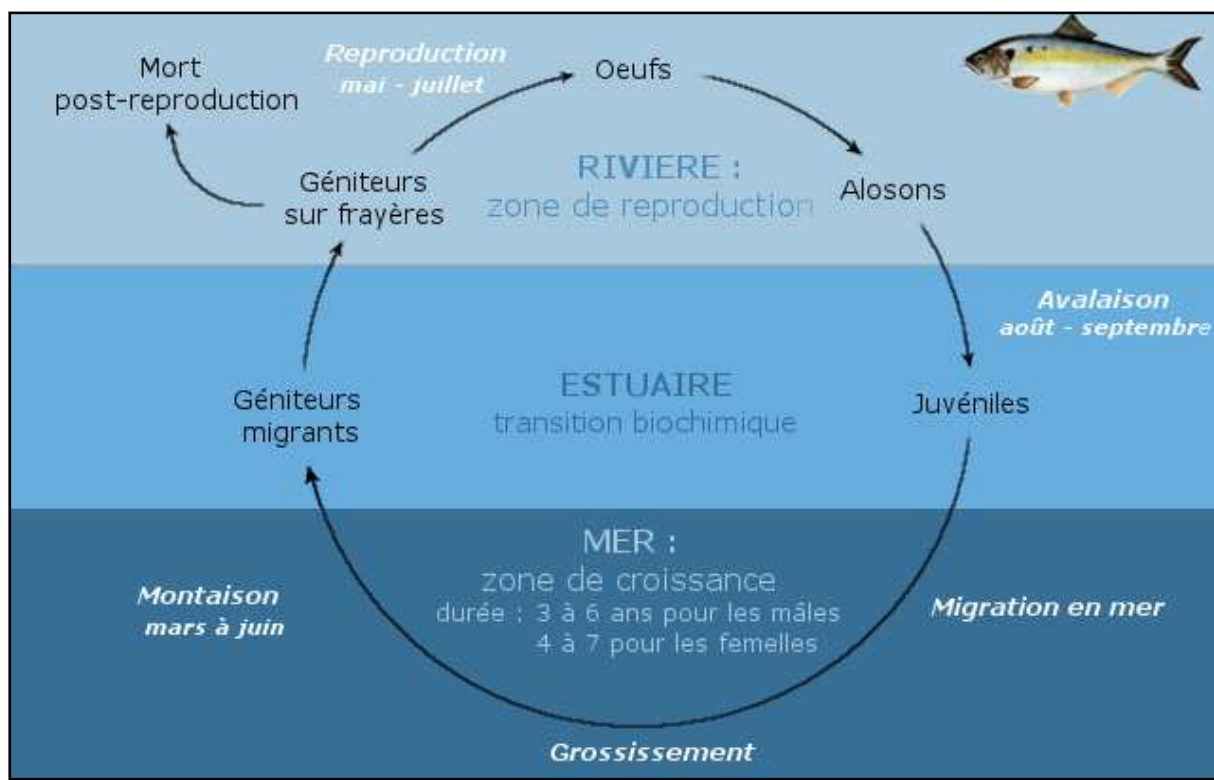 Reproduction
mai - juillet
Mort
post-reproduction
Oeufs
Géniteurs
sur frayères
RIVIERE :
zone de reproduction
Alosons
Avalaison
août - septembre
Géniteurs
migrants
ESTUAIRE
transition biochimique
Juvéniles
MER :
zone de croissance
durée : 3 à 6 ans pour les mâles
4 à 7 pour les femelles
Montaison
mars à juin
Migration en mer
Grossissement